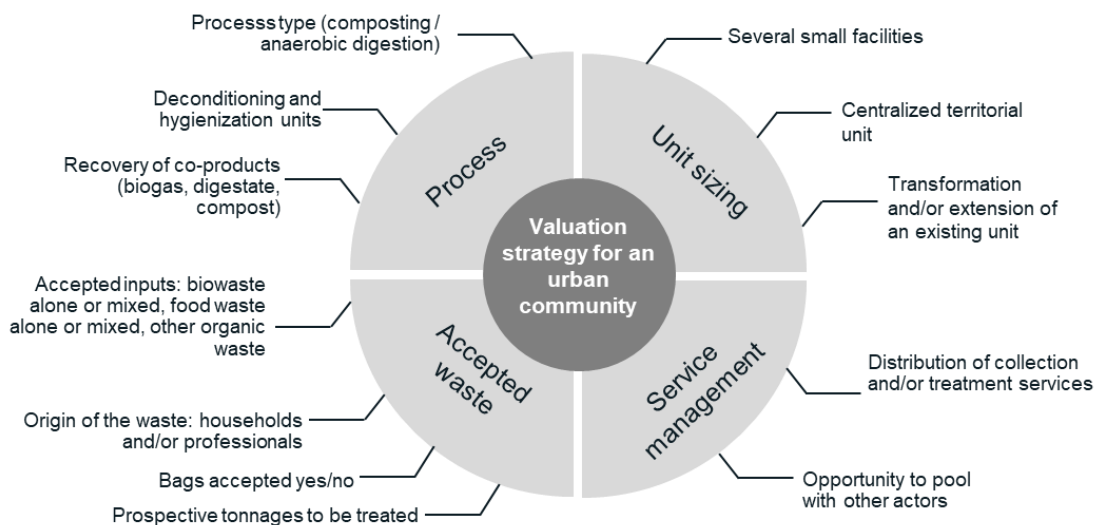 Processs type (composting /
anaerobic digestion)
Deconditioning and
hygienization units
Recovery of co-products
(biogas, digestate,
compost)
Process
Several small facilities
Centralized territorial
unit
Transformation
and/or extension of
an existing unit
Unit sizing
Valuation
strategy for an
urban
community
Accepted inputs: biowaste
alone or mixed, food waste
alone or mixed, other organic
waste
Origin of the waste: households
and/or professionals
Bags accepted yes/no
Prospective tonnages to be treated
Accepted
waste
Service
management
Distribution of collection
and/or treatment services
Opportunity to pool
with other actors